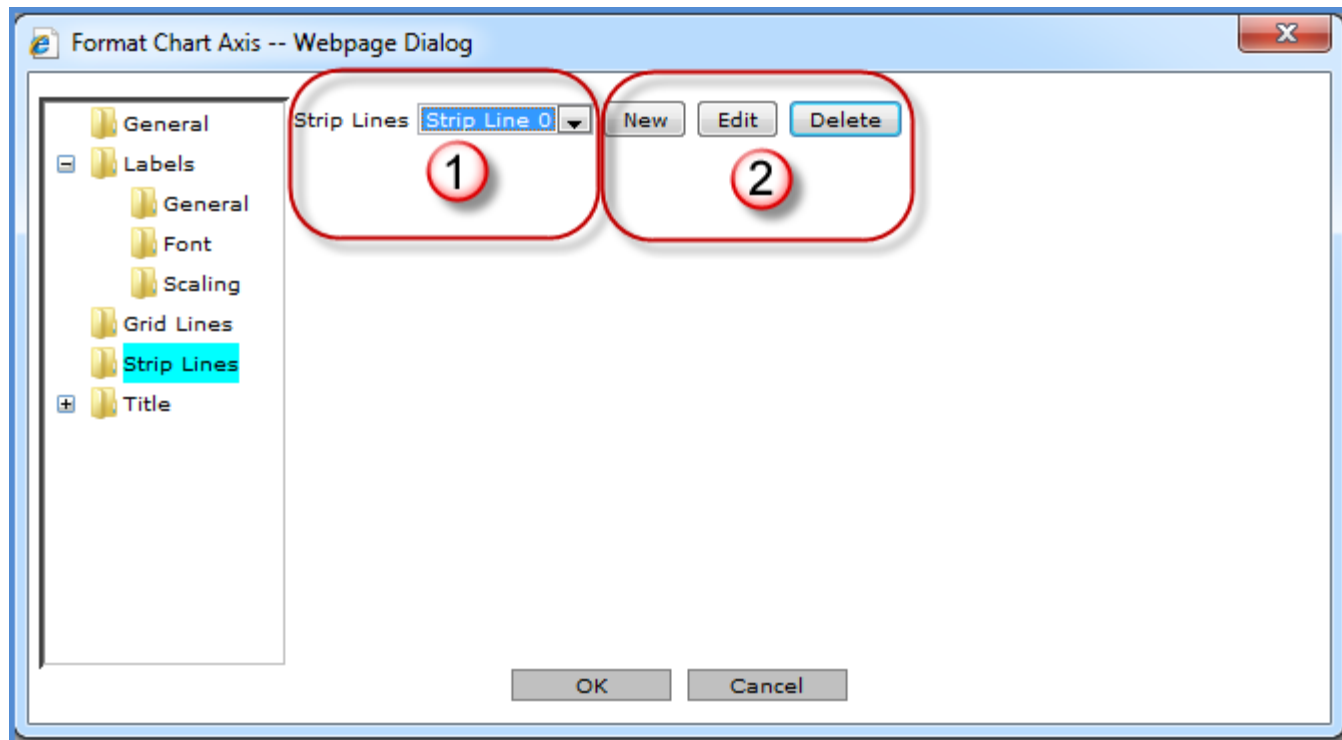 Format Chart Axis -- Webpage Dialog
General
Labels
General
Font
Scaling
Grid Lines
Strip Lines
Title
Strip Lines Strip Line 0 New Edit Delete
1 2
OK Cancel